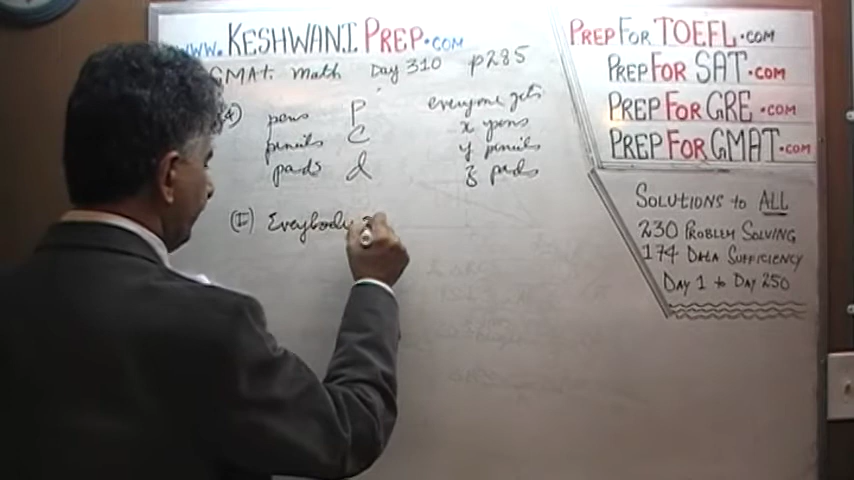 www.KESHWANI PREP.COM
GMAT. Math Day 310 p285
pens P everyone gets
pencils C x pens
pads d y pencils
z pads
(I) Eveybody
PREP FOR TOEFL.COM
PREP FOR SAT.COM
PREP FOR GRE.COM
PREP FOR GMAT.COM
SOLUTIONS to ALL
230 PROBLEM SOLVING
174 DATA SUFFICIENCY
DAY 1 to DAY 250